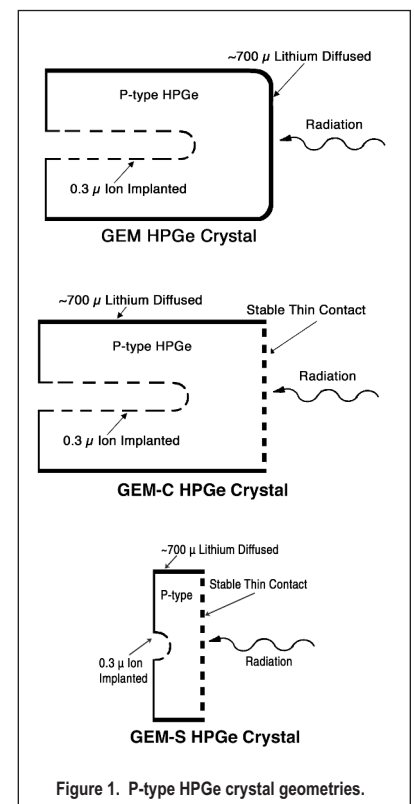 ~700 μ Lithium Diffused
P-type HPGe
Radiation
0.3 μ Ion Implanted
GEM HPGe Crystal
~700 μ Lithium Diffused
Stable Thin Contact
P-type HPGe
Radiation
0.3 μ Ion Implanted
GEM-C HPGe Crystal
~700 μ Lithium Diffused
Stable Thin Contact
P-type
0.3 μ Ion
Implanted
Radiation
GEM-S HPGe Crystal
Figure 1. P-type HPGe crystal geometries.